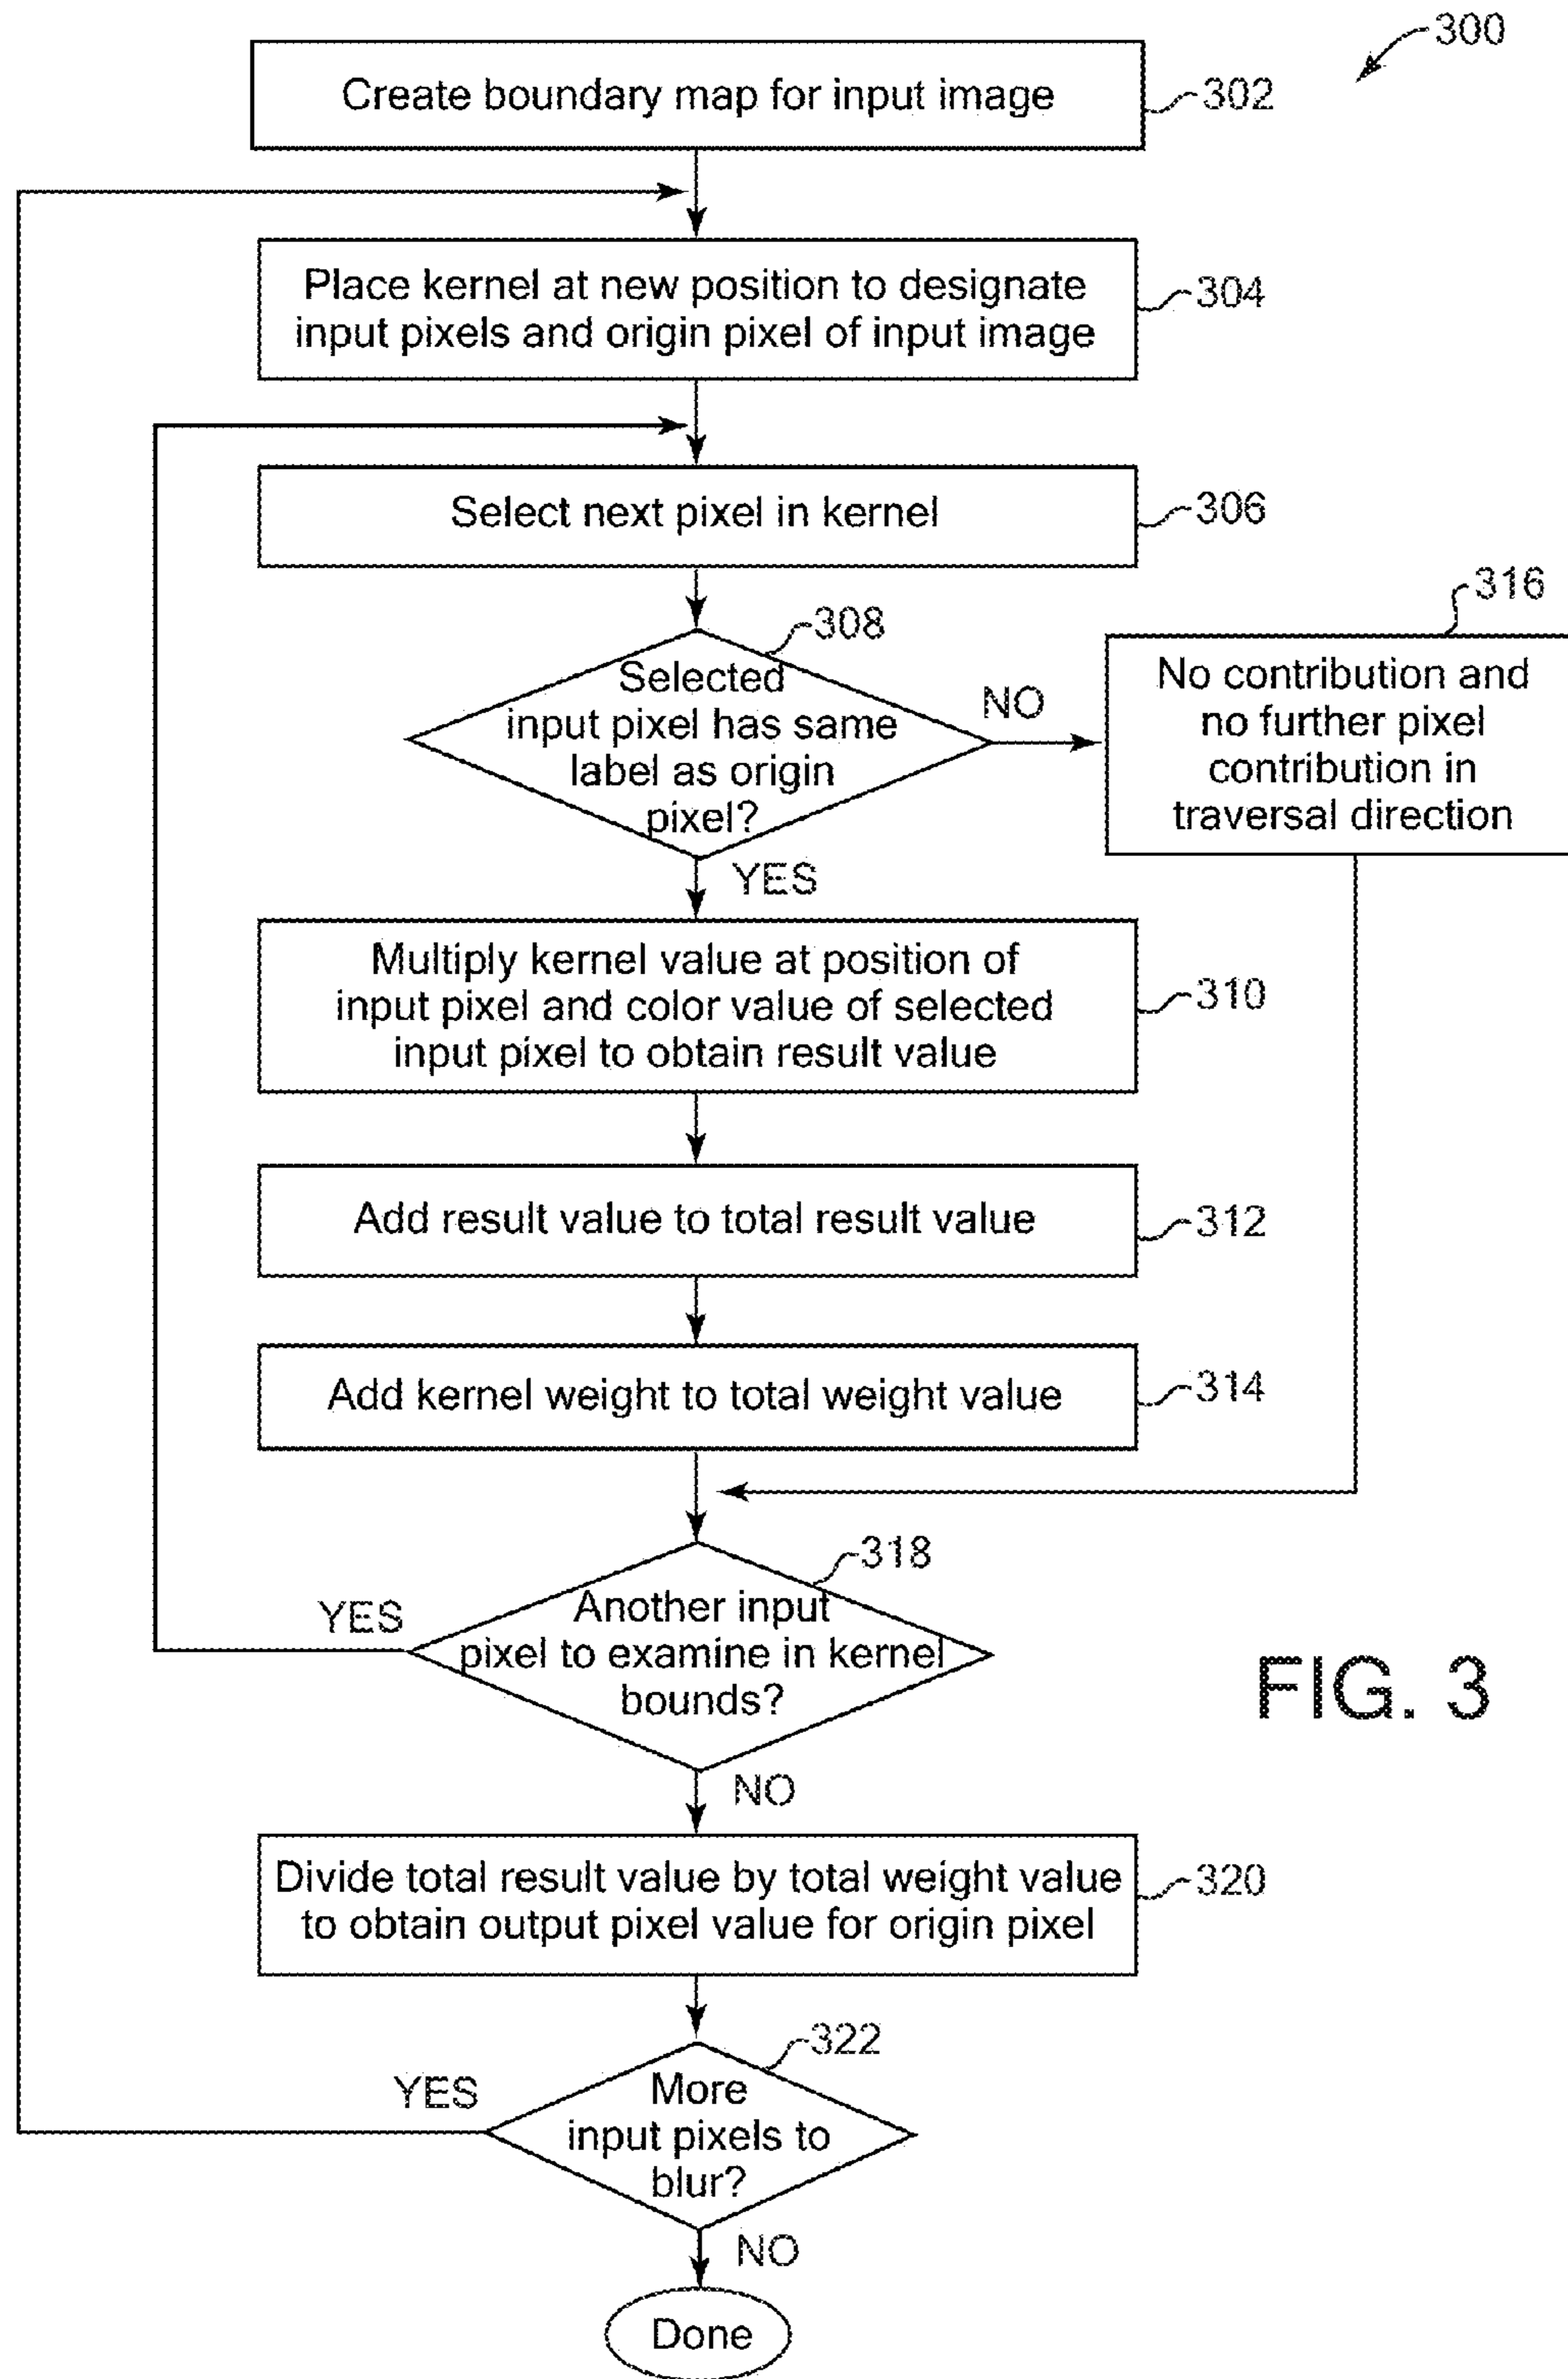 300
Create boundary map for input image
302
Place kernel at new position to designate
input pixels and origin pixel of input image
304
Select next pixel in kernel
306
308
Selected
input pixel has same
label as origin
pixel?
NO
316
No contribution and
no further pixel
contribution in
traversal direction
YES
Multiply kernel value at position of
input pixel and color value of selected
input pixel to obtain result value
310
Add result value to total result value
312
Add kernel weight to total weight value
314
318
Another input
pixel to examine in kernel
bounds?
YES
NO
FIG. 3
Divide total result value by total weight value
to obtain output pixel value for origin pixel
320
322
More
input pixels to
blur?
YES
NO
Done